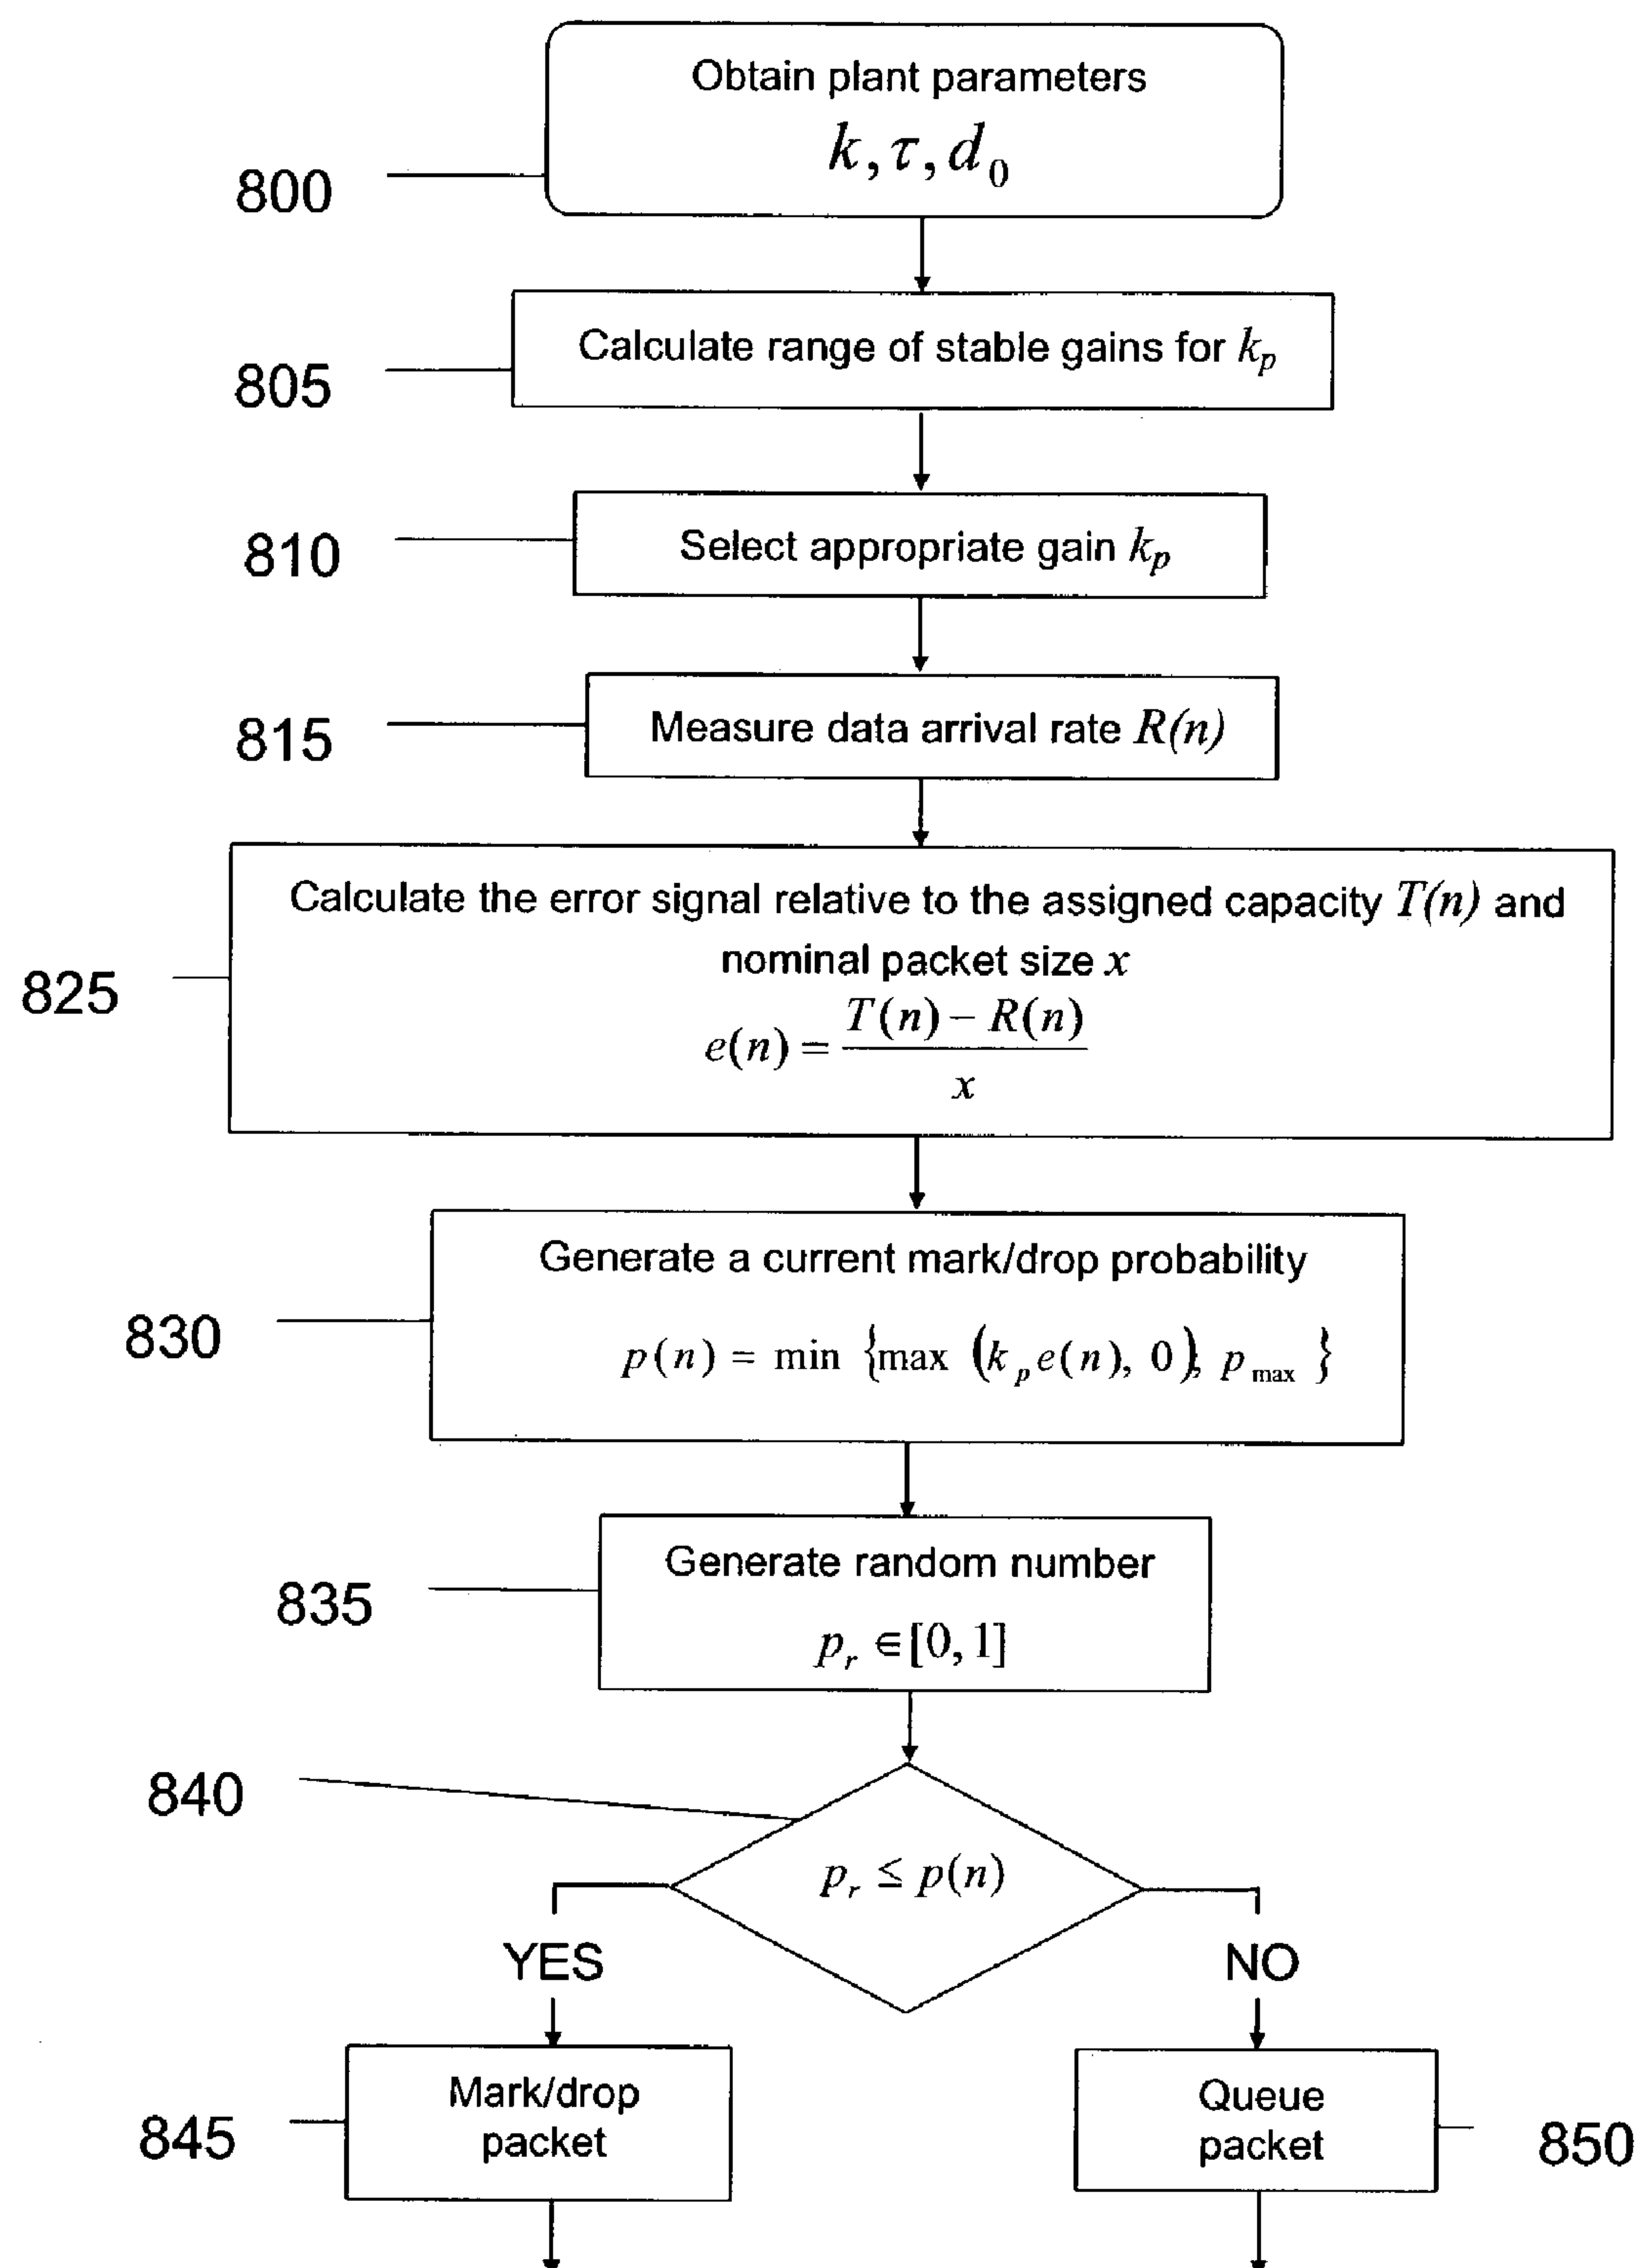 Obtain plant parameters
k, τ, d₀
800
Calculate range of stable gains for kₚ
805
Select appropriate gain kₚ
810
Measure data arrival rate R(n)
815
Calculate the error signal relative to the assigned capacity T(n) and
nominal packet size x
e(n) = (T(n) − R(n)) / x
825
Generate a current mark/drop probability
p(n) = min {max (kₚe(n), 0), p_max }
830
Generate random number
p_r ∈ [0, 1]
835
840
p_r ≤ p(n)
YES
NO
Mark/drop
packet
845
Queue
packet
850